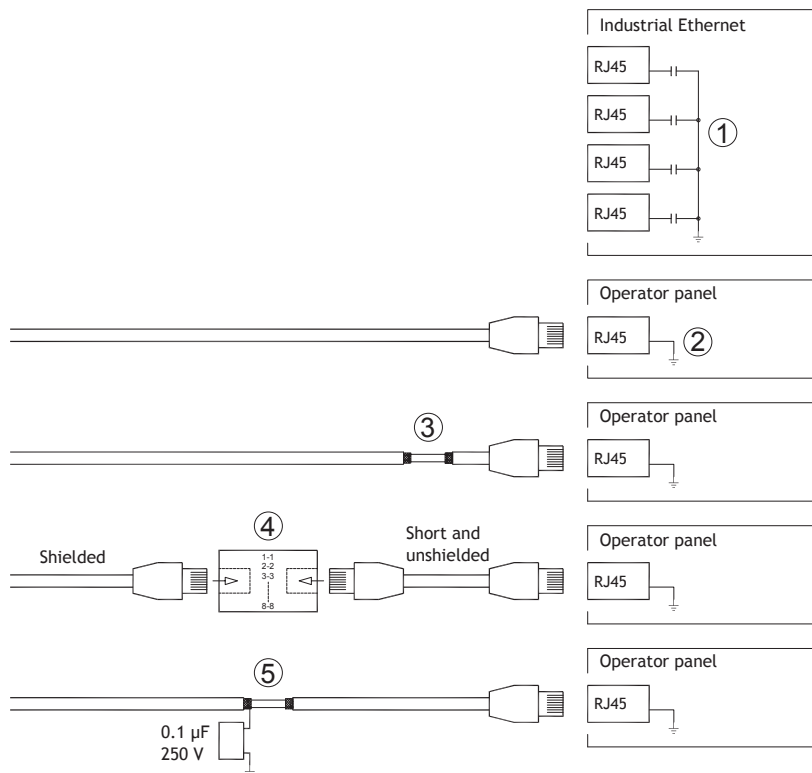 Industrial Ethernet
RJ45
RJ45
1
RJ45
RJ45
Operator panel
RJ45
2
Operator panel
3
RJ45
4
Operator panel
Shielded
Short and
unshielded
1-1
2-2
3-3
8-8
RJ45
Operator panel
5
RJ45
0.1 µF
250 V